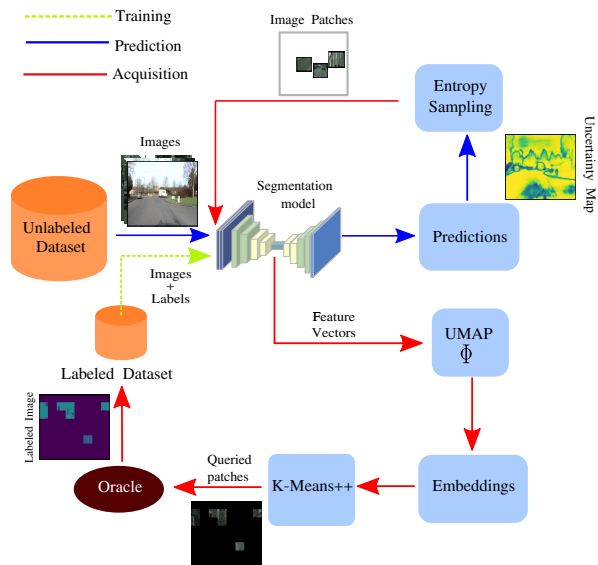 Training
Prediction
Acquisition
Image Patches
Entropy
Sampling
Uncertainty Map
Images
Segmentation
model
Unlabeled
Dataset
Predictions
Images
+
Labels
Feature
Vectors
UMAP
Φ
Labeled Dataset
Labeled Image
Queried
patches
Oracle
K-Means++
Embeddings